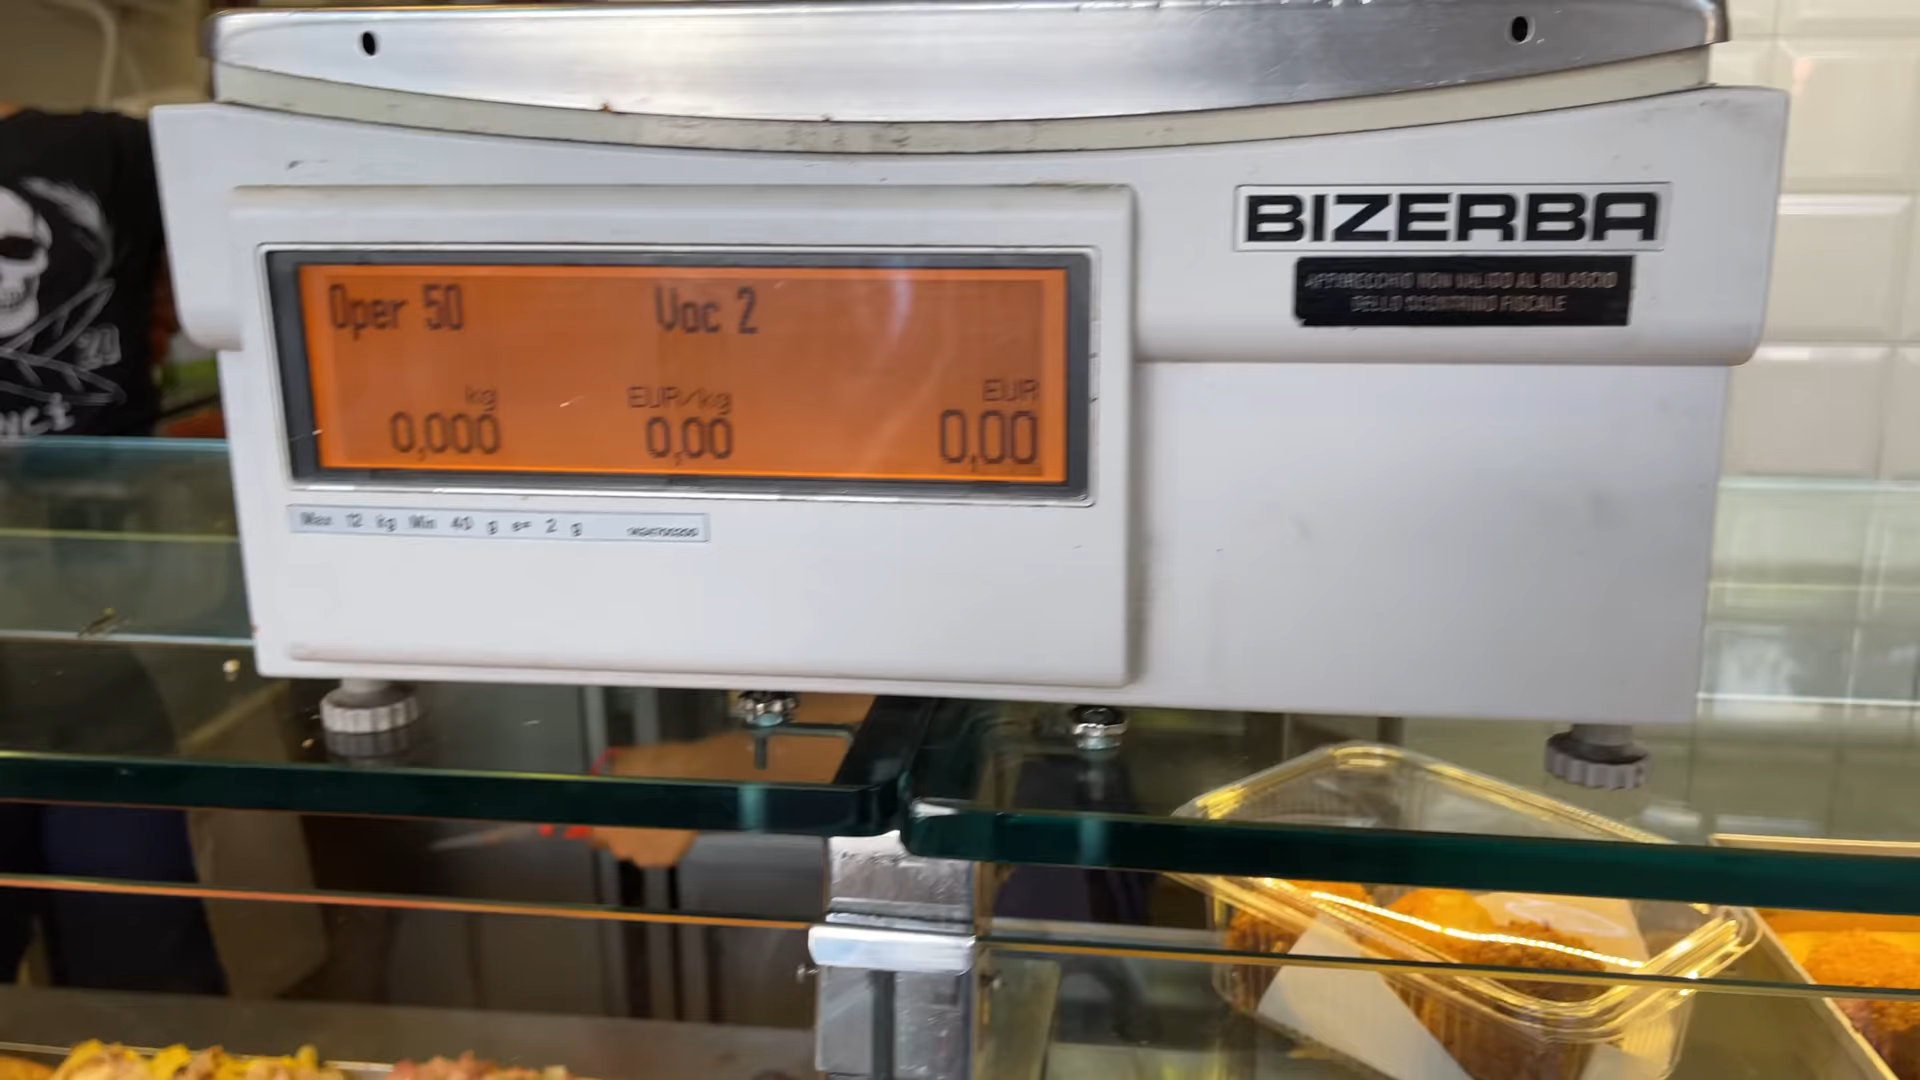 BIZERBA
APPARECCHIO NON VALIDO AL RILASCIO
DELLO SCONTRINO FISCALE
Oper 50 Voc 2
kg EUR/kg EUR
0,000 0,00 0,00
Max 12 kg Min 40 g e= 2 g